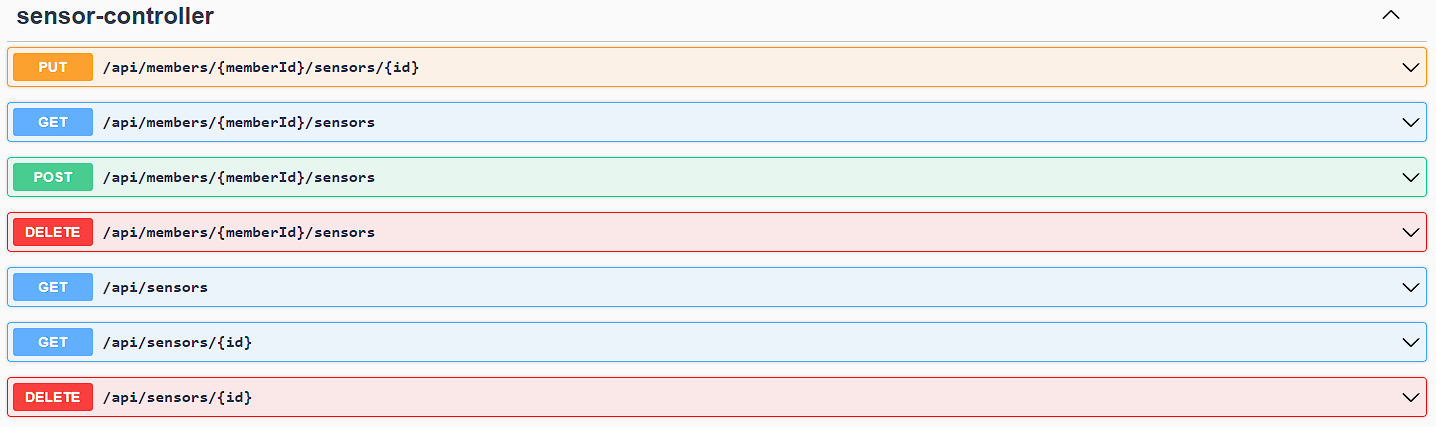 sensor-controller
PUT /api/members/{memberId}/sensors/{id}
GET /api/members/{memberId}/sensors
POST /api/members/{memberId}/sensors
DELETE /api/members/{memberId}/sensors
GET /api/sensors
GET /api/sensors/{id}
DELETE /api/sensors/{id}